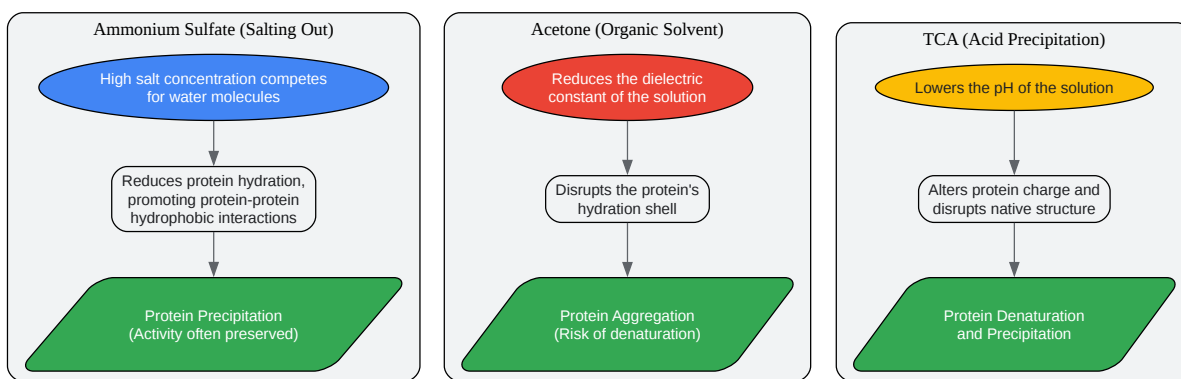 Ammonium Sulfate (Salting Out)
High salt concentration competes
for water molecules
Reduces protein hydration,
promoting protein-protein
hydrophobic interactions
Protein Precipitation
(Activity often preserved)
Acetone (Organic Solvent)
Reduces the dielectric
constant of the solution
Disrupts the protein's
hydration shell
Protein Aggregation
(Risk of denaturation)
TCA (Acid Precipitation)
Lowers the pH of the solution
Alters protein charge and
disrupts native structure
Protein Denaturation
and Precipitation